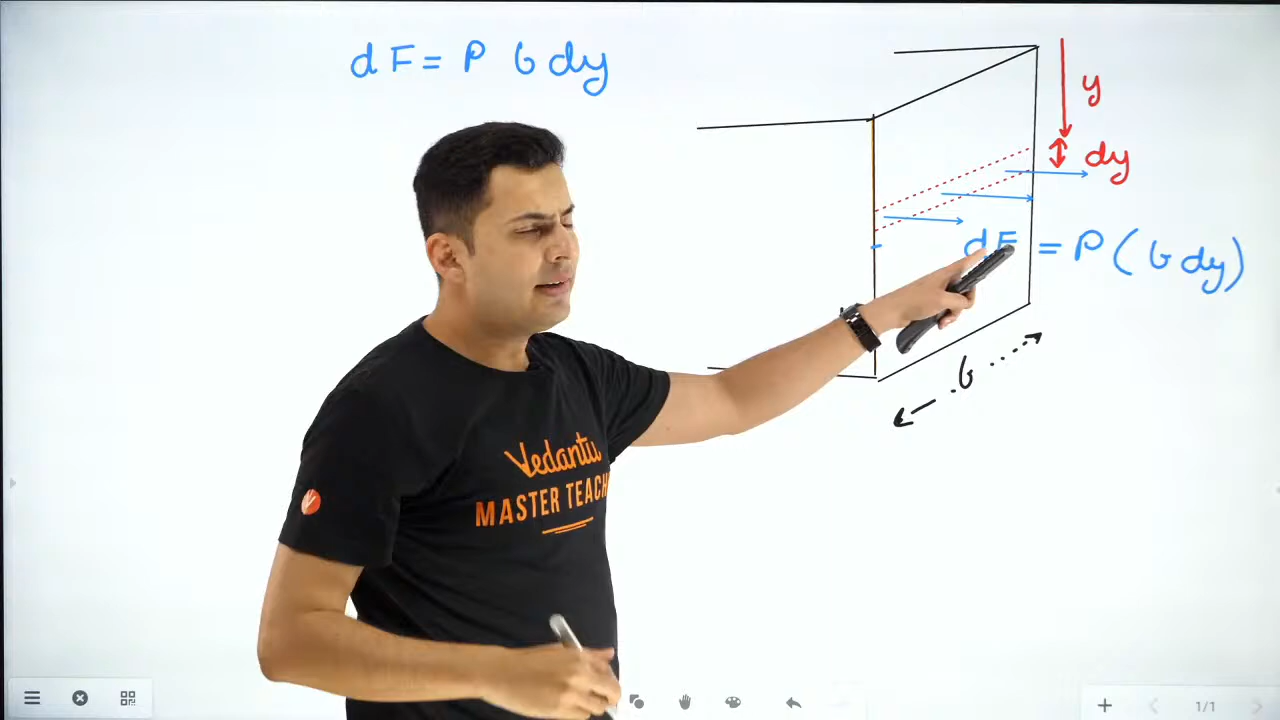 dF = P b dy
y
dy
dF = P ( b dy )
b
Vedantu
MASTER TEACH
1/1